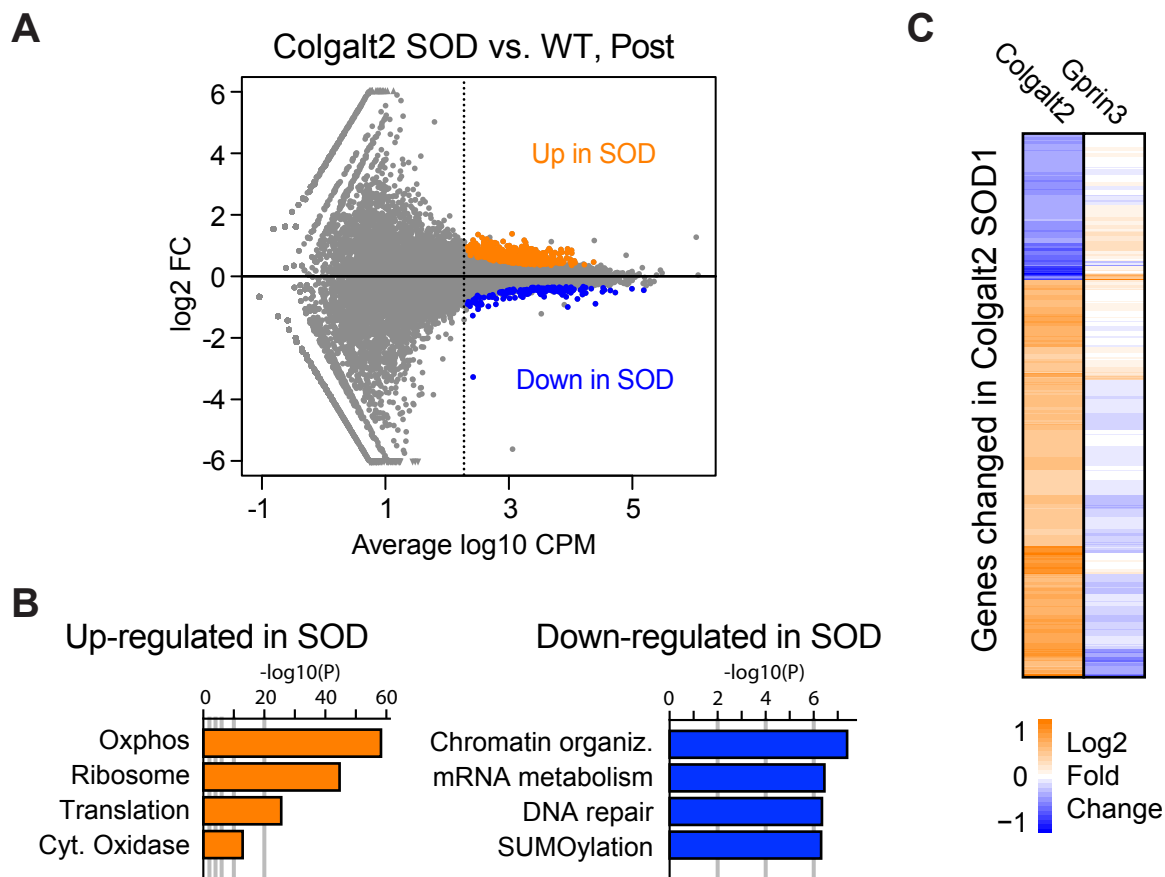 A
Colgalt2 SOD vs. WT, Post
6
4
2
0
-2
-4
-6
log2 FC
Up in SOD
Down in SOD
-1
1
3
5
Average log10 CPM
B
Up-regulated in SOD
-log10(P)
0 20 40 60
Oxphos
Ribosome
Translation
Cyt. Oxidase
Down-regulated in SOD
-log10(P)
0 2 4 6
Chromatin organiz.
mRNA metabolism
DNA repair
SUMOylation
C
Colgalt2
Gprin3
Genes changed in Colgalt2 SOD1
1
0
−1
Log2
Fold
Change